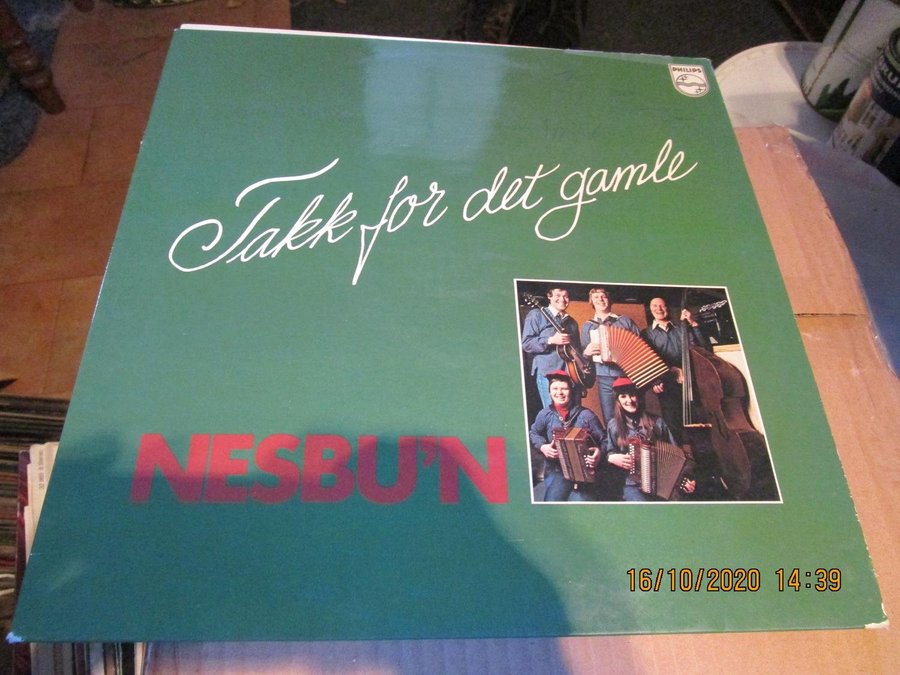 PHILIPS
Takk for det gamle
NESBU'N
16/10/2020 14:39